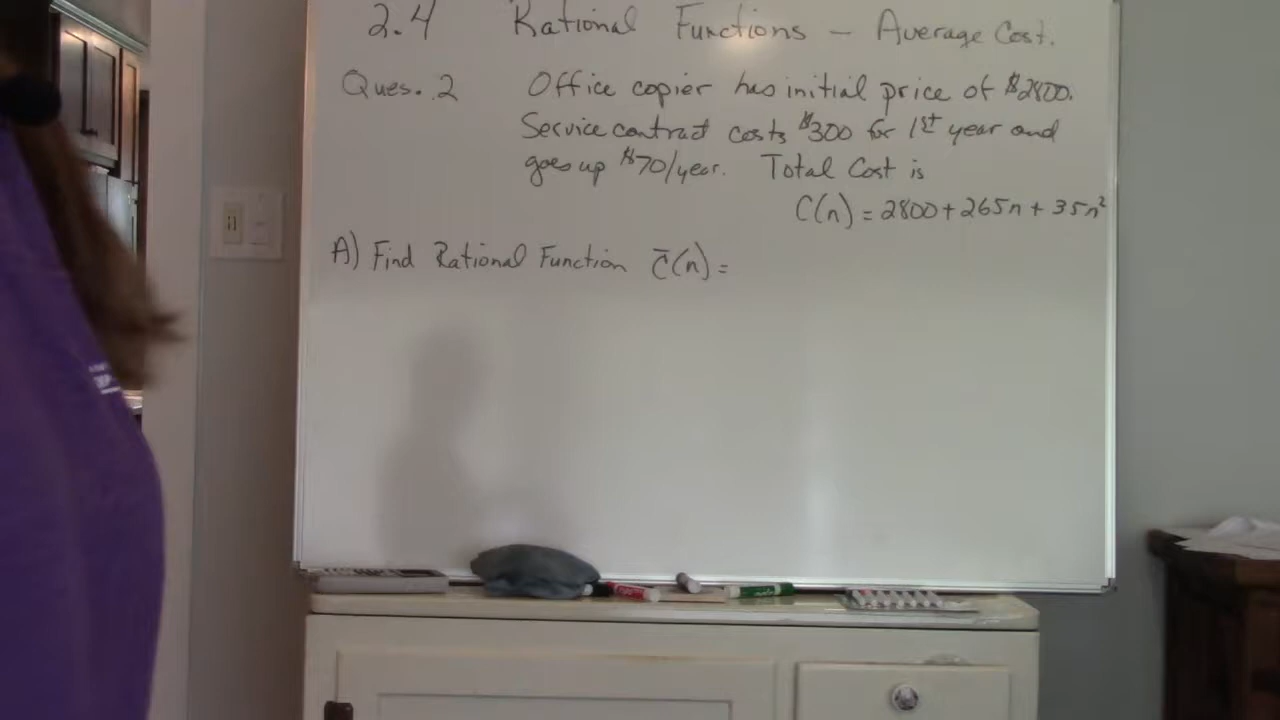 2.4 Rational Functions - Average Cost.
Ques. 2 Office copier has initial price of $2800.
Service contract costs $300 for 1st year and
goes up $70/year. Total Cost is
C(n) = 2800 + 265n + 35n²
A) Find Rational Function C̄(n) =